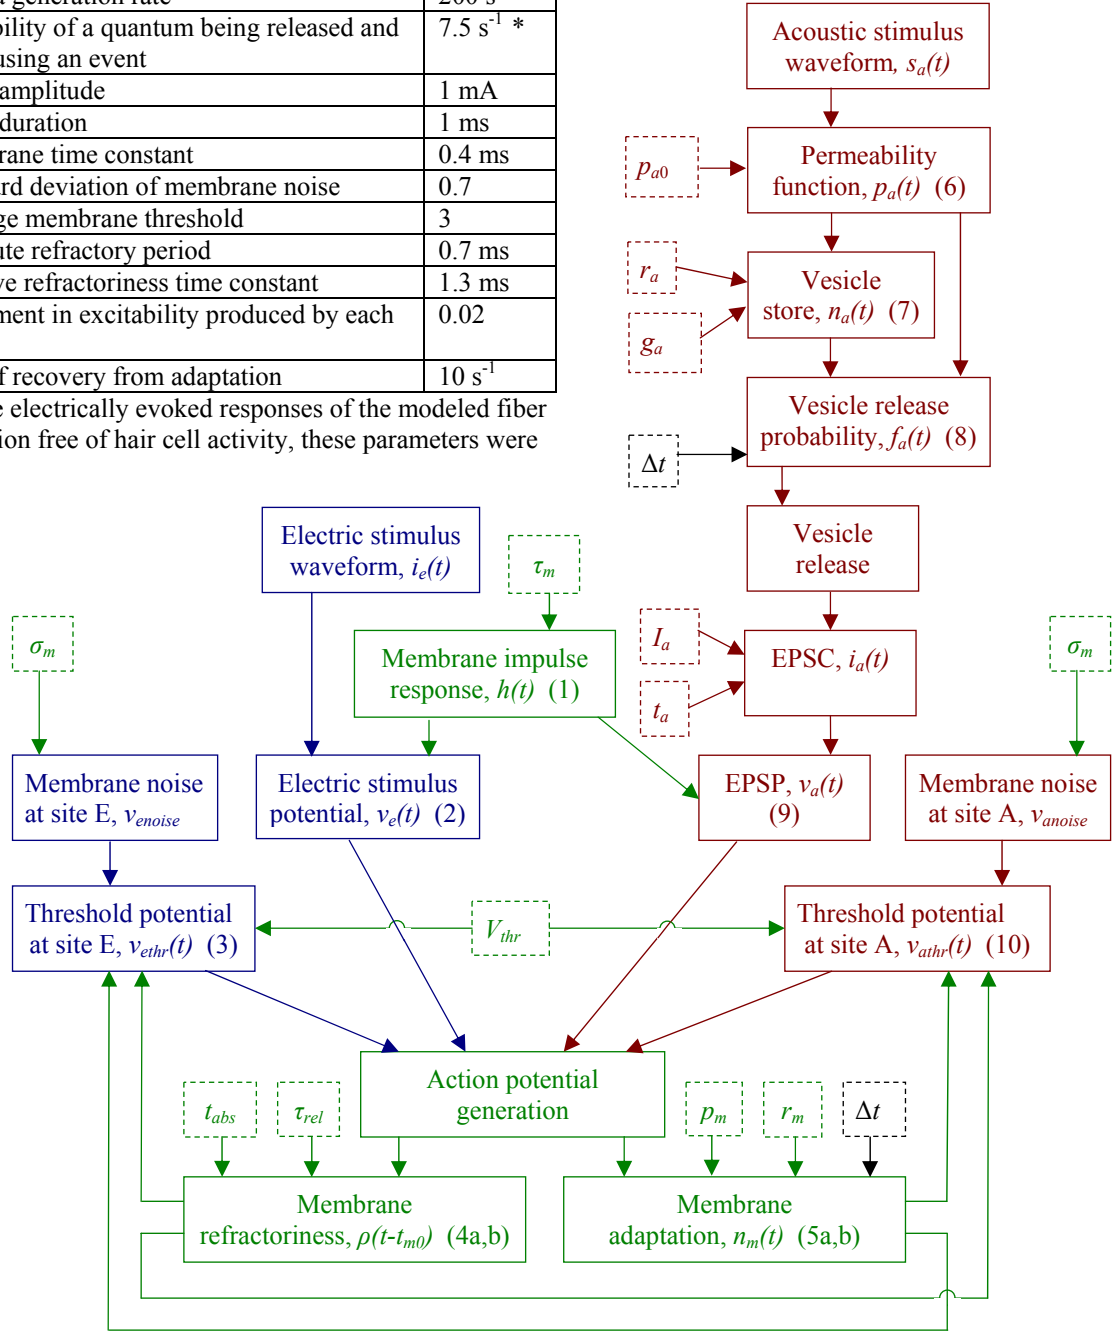 a generation rate 200 s
bility of a quantum being released and 7.5 s-1 *
using an event
amplitude 1 mA
duration 1 ms
rane time constant 0.4 ms
rd deviation of membrane noise 0.7
ge membrane threshold 3
ute refractory period 0.7 ms
ve refractoriness time constant 1.3 ms
ment in excitability produced by each 0.02
f recovery from adaptation 10 s-1
e electrically evoked responses of the modeled fiber
ion free of hair cell activity, these parameters were
Acoustic stimulus
waveform, sa(t)
pa0
Permeability
function, pa(t) (6)
ra
ga
Vesicle
store, na(t) (7)
Vesicle release
probability, fa(t) (8)
Δt
Vesicle
release
Electric stimulus
waveform, ie(t)
τm
σm
Membrane impulse
response, h(t) (1)
Ia
ta
EPSC, ia(t)
σm
Membrane noise
at site E, venoise
Electric stimulus
potential, ve(t) (2)
EPSP, va(t)
(9)
Membrane noise
at site A, vanoise
Threshold potential
at site E, vethr(t) (3)
Vthr
Threshold potential
at site A, vathr(t) (10)
Action potential
generation
tabs
τrel
pm
rm
Δt
Membrane
refractoriness, ρ(t-tm0) (4a,b)
Membrane
adaptation, nm(t) (5a,b)